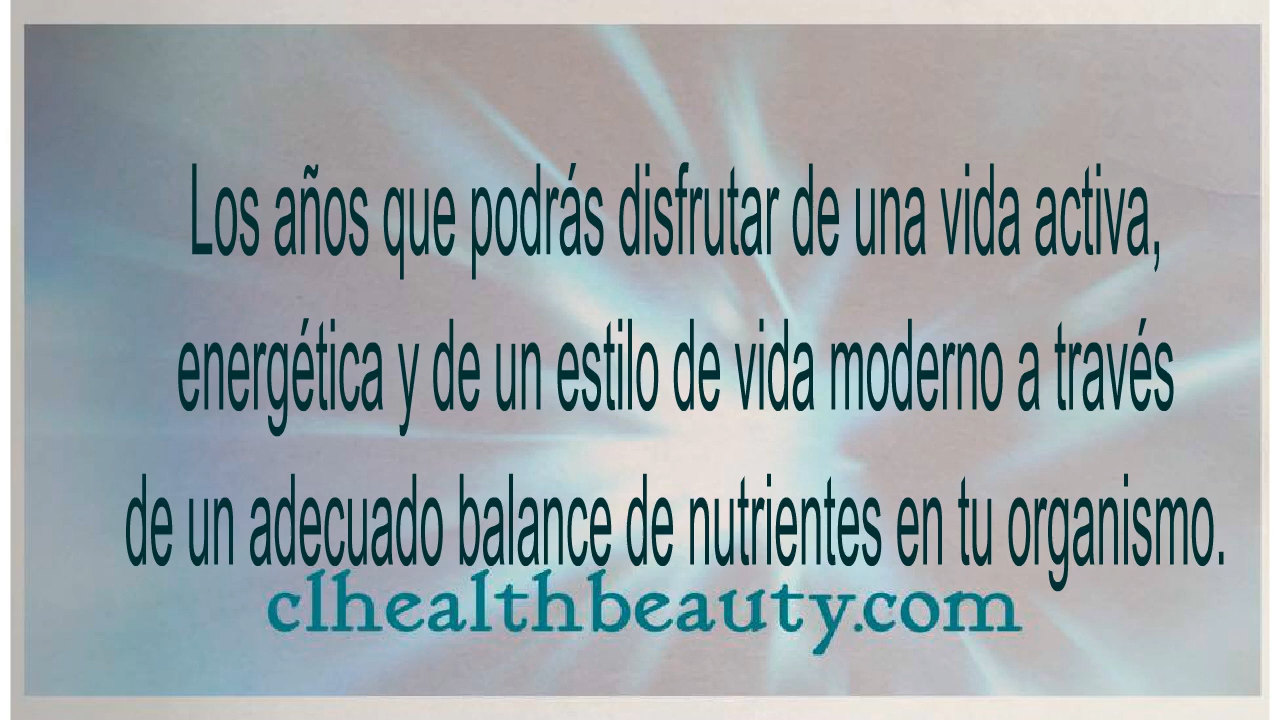 Los años que podrás disfrutar de una vida activa,
energética y de un estilo de vida moderno a través
de un adecuado balance de nutrientes en tu organismo.
clhealthbeauty.com